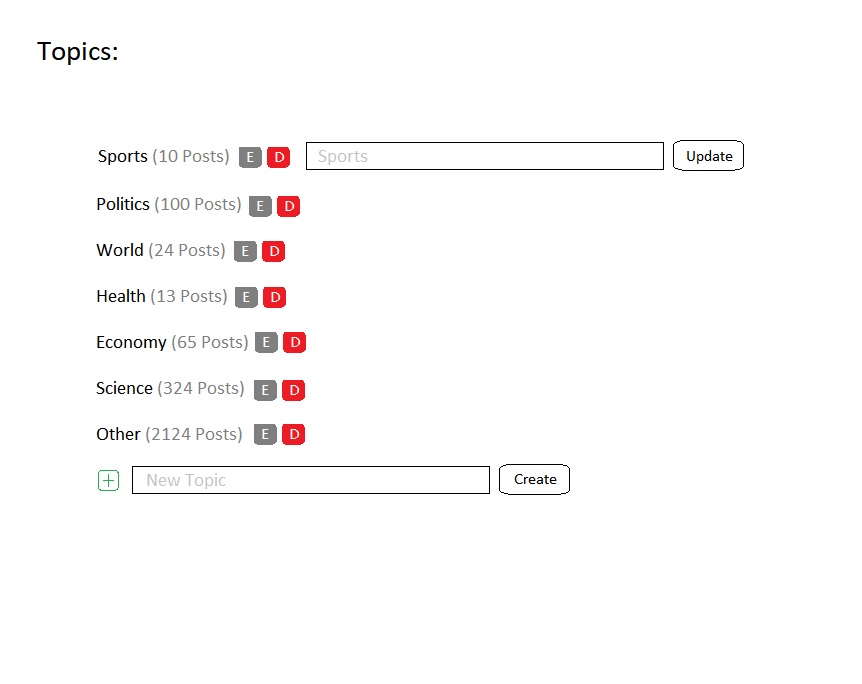 Topics:
Sports (10 Posts) E D Sports Update
Politics (100 Posts) E D
World (24 Posts) E D
Health (13 Posts) E D
Economy (65 Posts) E D
Science (324 Posts) E D
Other (2124 Posts) E D
+ New Topic Create